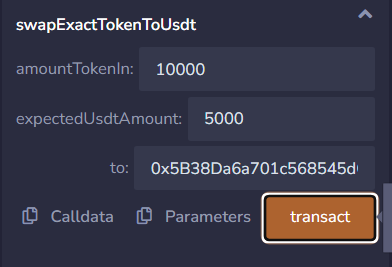 swapExactTokenToUsdt
amountTokenIn: 10000
expectedUsdtAmount: 5000
to: 0x5B38Da6a701c568545d
Calldata Parameters transact